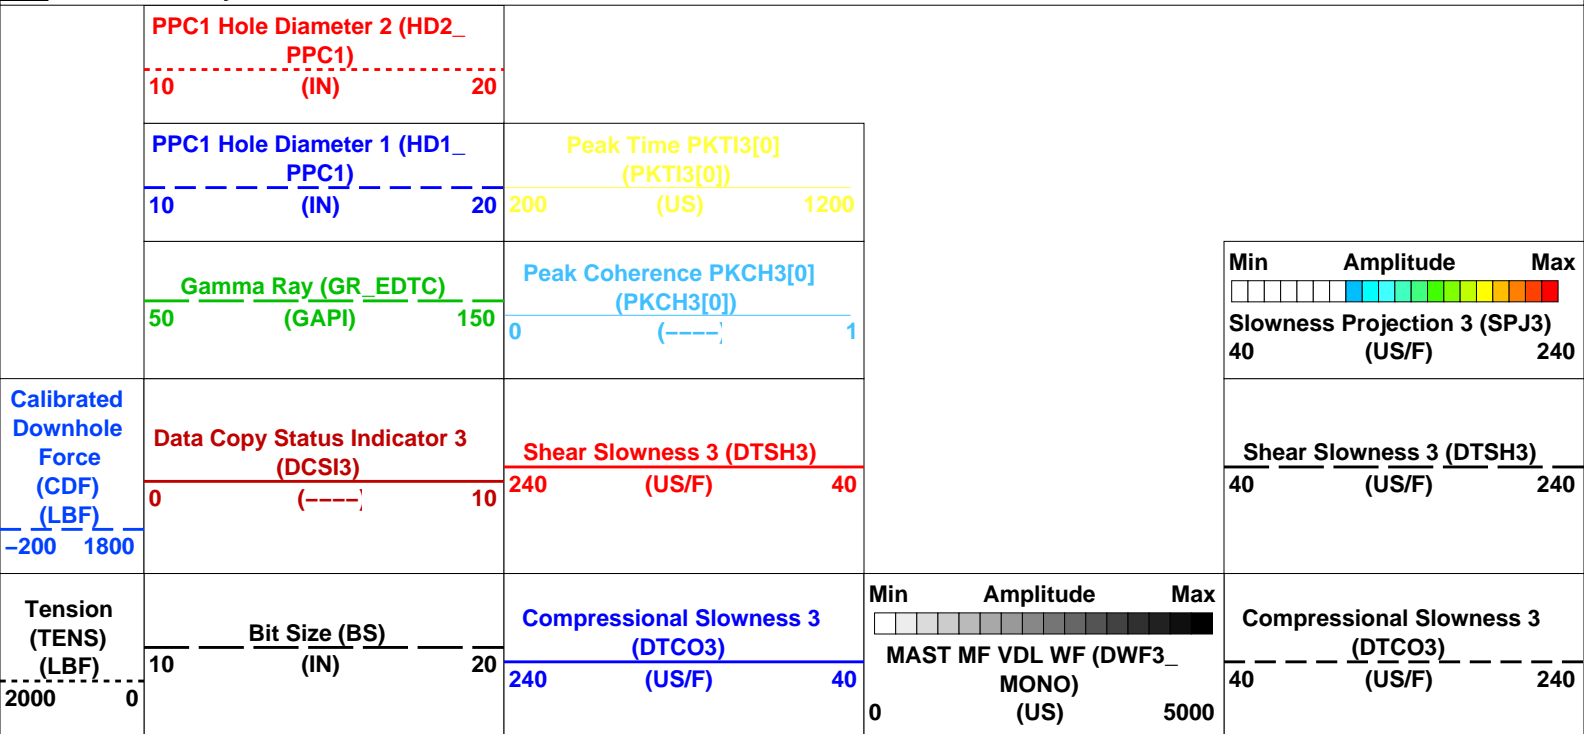 PPC1 Hole Diameter 2 (HD2_
PPC1)
10 (IN) 20
PPC1 Hole Diameter 1 (HD1_
PPC1)
10 (IN) 20
Peak Time PKTI3[0]
(PKTI3[0])
200 (US) 1200
Gamma Ray (GR_EDTC)
50 (GAPI) 150
Peak Coherence PKCH3[0]
(PKCH3[0])
0 (----) 1
Min Amplitude Max
Slowness Projection 3 (SPJ3)
40 (US/F) 240
Calibrated
Downhole
Force
(CDF)
(LBF)
−200 1800
Data Copy Status Indicator 3
(DCSI3)
0 (----) 10
Shear Slowness 3 (DTSH3)
240 (US/F) 40
Shear Slowness 3 (DTSH3)
40 (US/F) 240
Tension
(TENS)
(LBF)
2000 0
Bit Size (BS)
10 (IN) 20
Compressional Slowness 3
(DTCO3)
240 (US/F) 40
Min Amplitude Max
MAST MF VDL WF (DWF3_
MONO)
0 (US) 5000
Compressional Slowness 3
(DTCO3)
40 (US/F) 240